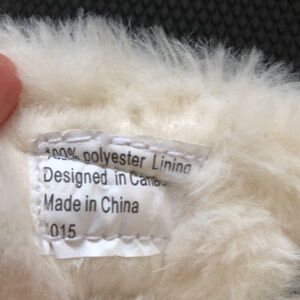 100% polyester Lining
Designed in
Made in China
015